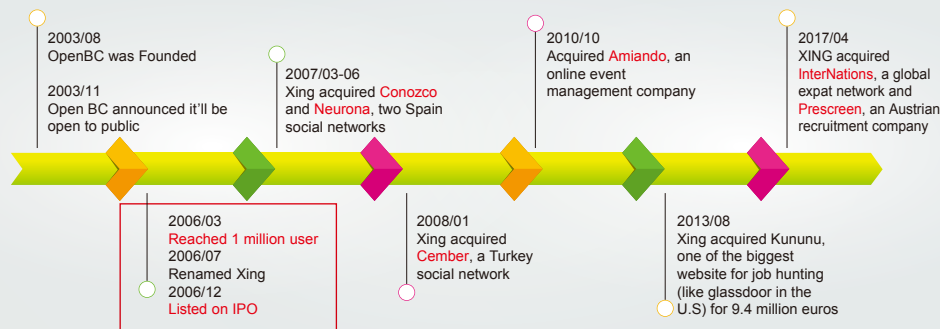 2003/08
OpenBC was Founded
2003/11
Open BC announced it'll be
open to public
2006/03
Reached 1 million user
2006/07
Renamed Xing
2006/12
Listed on IPO
2007/03-06
Xing acquired Conozco
and Neurona, two Spain
social networks
2008/01
Xing acquired
Cember, a Turkey
social network
2010/10
Acquired Amiando, an
online event
management company
2013/08
Xing acquired Kununu,
one of the biggest
website for job hunting
(like glassdoor in the
U.S) for 9.4 million euros
2017/04
XING acquired
InterNations, a global
expat network and
Prescreen, an Austrian
recruitment company